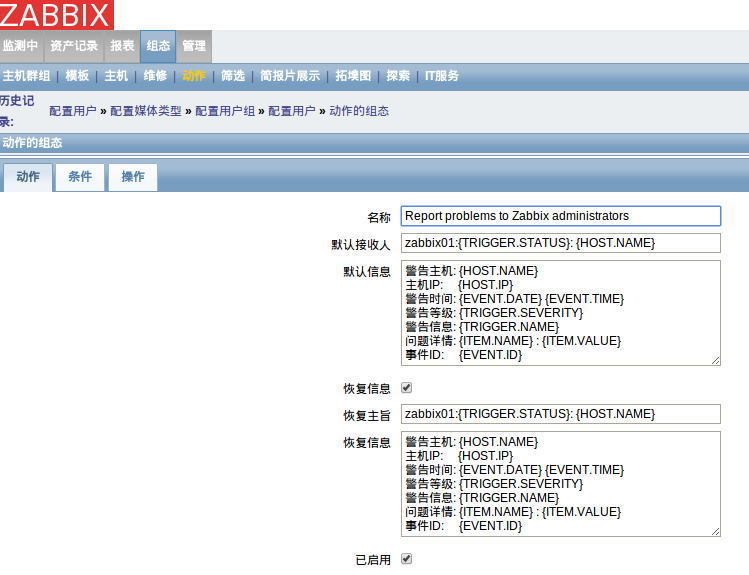 ZABBIX
监测中 资产记录 报表 组态 管理
主机群组 | 模板 | 主机 | 维修 | 动作 | 筛选 | 简报片展示 | 拓墣图 | 探索 | IT服务
历史记录: 配置用户 » 配置媒体类型 » 配置用户组 » 配置用户 » 动作的组态
动作的组态
动作 条件 操作
名称 Report problems to Zabbix administrators
默认接收人 zabbix01:{TRIGGER.STATUS}: {HOST.NAME}
默认信息 警告主机: {HOST.NAME}
主机IP: {HOST.IP}
警告时间: {EVENT.DATE} {EVENT.TIME}
警告等级: {TRIGGER.SEVERITY}
警告信息: {TRIGGER.NAME}
问题详情: {ITEM.NAME} : {ITEM.VALUE}
事件ID: {EVENT.ID}
恢复信息
恢复主旨 zabbix01:{TRIGGER.STATUS}: {HOST.NAME}
恢复信息 警告主机: {HOST.NAME}
主机IP: {HOST.IP}
警告时间: {EVENT.DATE} {EVENT.TIME}
警告等级: {TRIGGER.SEVERITY}
警告信息: {TRIGGER.NAME}
问题详情: {ITEM.NAME} : {ITEM.VALUE}
事件ID: {EVENT.ID}
已启用